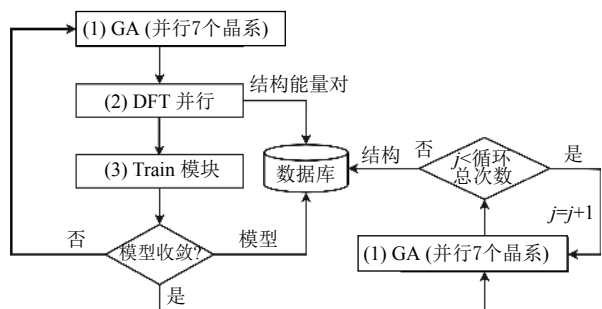 (1) GA (并行7个晶系)
(2) DFT 并行
结构能量对
(3) Train 模块
数据库
结构
否
j<循环
总次数
是
j=j+1
否
模型收敛?
模型
(1) GA (并行7个晶系)
是